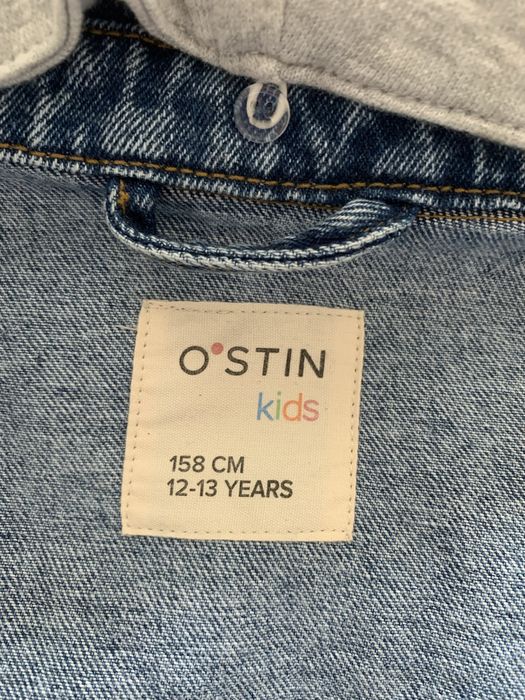 O'STIN
kids
158 CM
12-13 YEARS